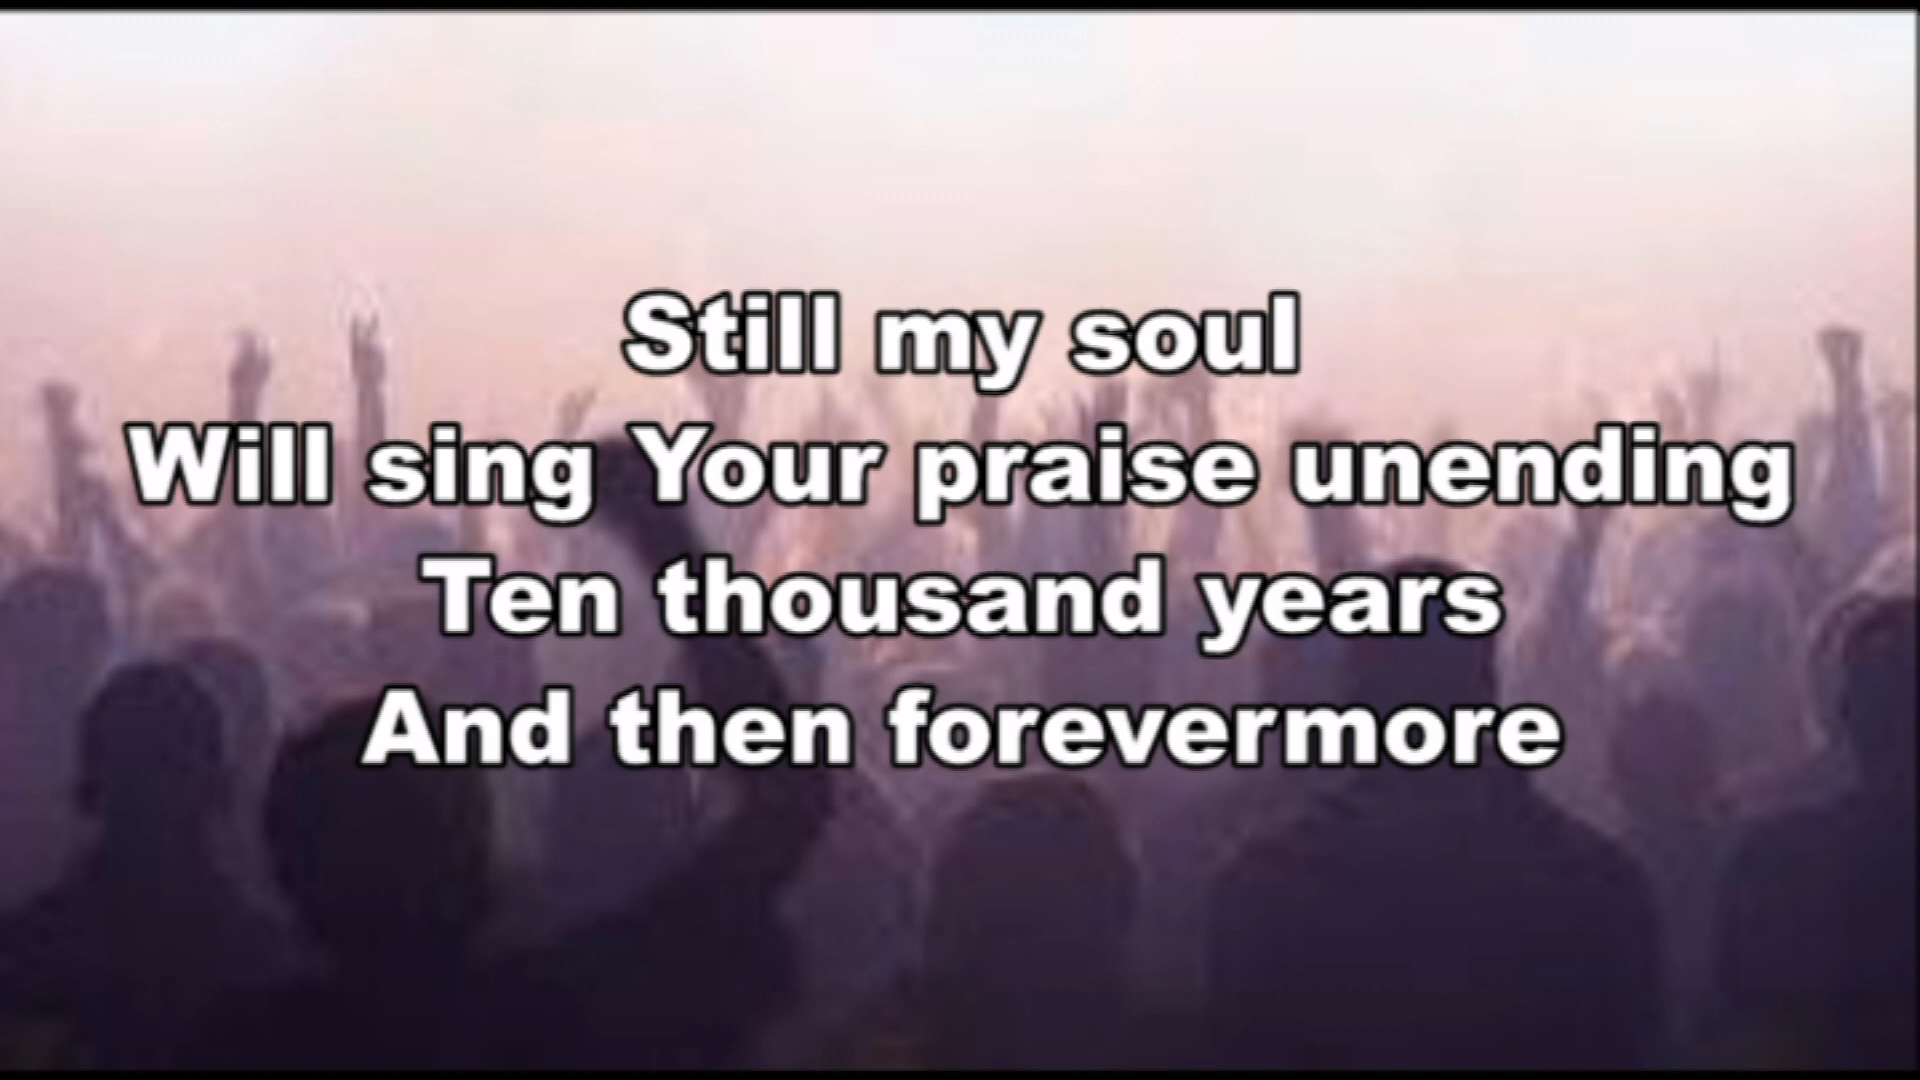 Still my soul
Will sing Your praise unending
Ten thousand years
And then forevermore